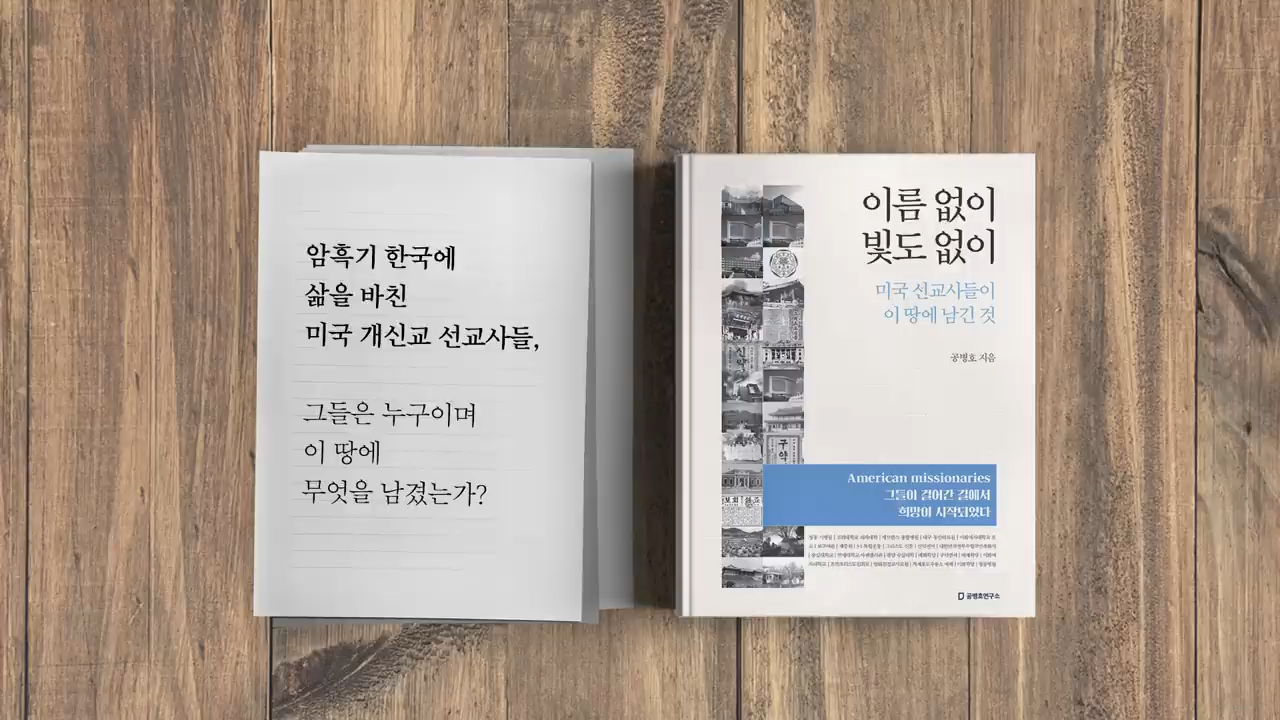 암흑기 한국에
삶을 바친
미국 개신교 선교사들,
그들은 누구이며
이 땅에
무엇을 남겼는가?
이름 없이
빛도 없이
미국 선교사들이
이 땅에 남긴 것
공병호 지음
신약
구약
American missionaries
그들이 걸어간 길에서
희망이 시작되었다
공병호연구소